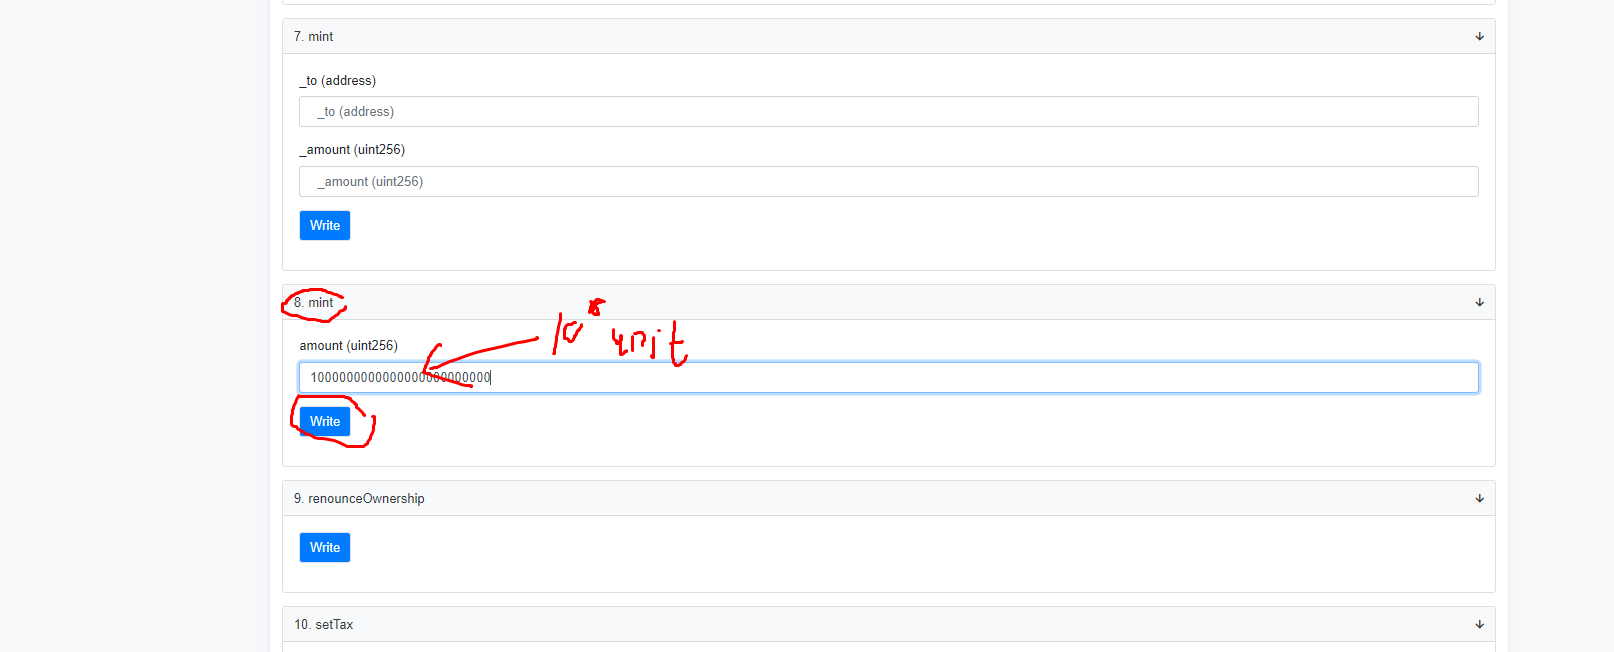 7. mint
_to (address)
_to (address)
_amount (uint256)
_amount (uint256)
Write
8. mint
amount (uint256)
unit
1000000000000000000000000
Write
9. renounceOwnership
Write
10. setTax